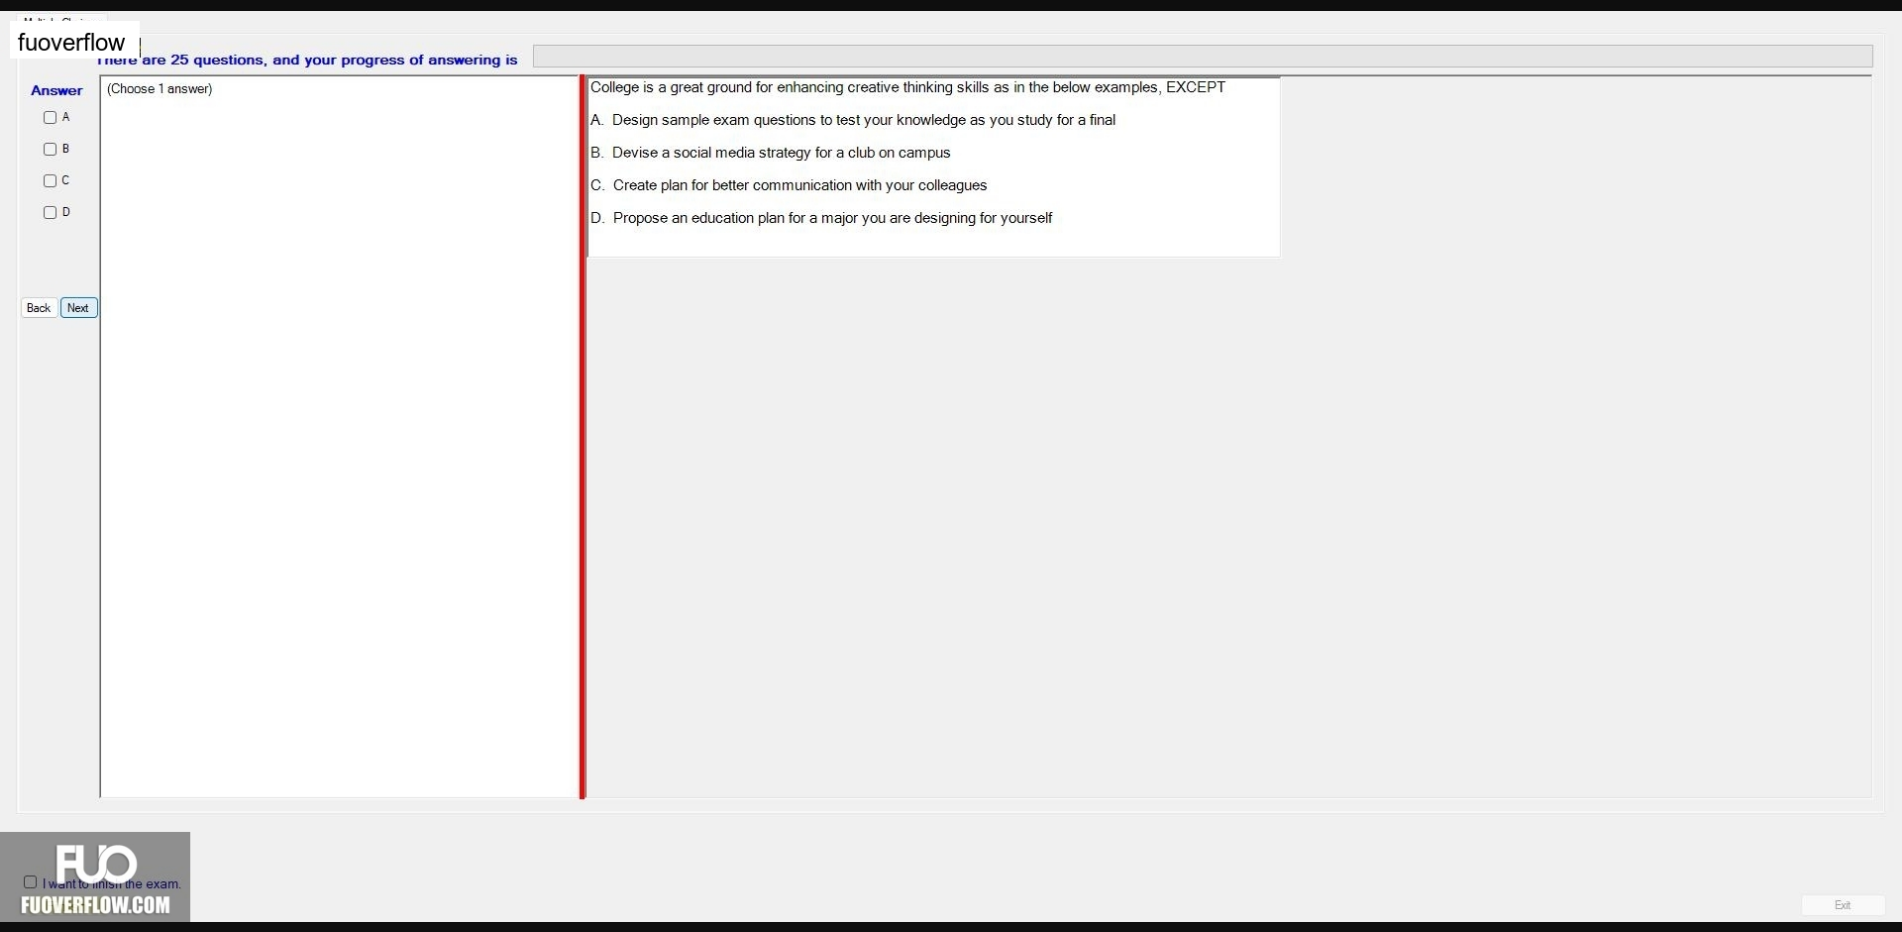 fuoverflow
There are 25 questions, and your progress of answering is
Answer
(Choose 1 answer)
A
B
C
D
Back
Next
College is a great ground for enhancing creative thinking skills as in the below examples, EXCEPT
A. Design sample exam questions to test your knowledge as you study for a final
B. Devise a social media strategy for a club on campus
C. Create plan for better communication with your colleagues
D. Propose an education plan for a major you are designing for yourself
FUO
I want to finish the exam.
FUOVERFLOW.COM
Exit